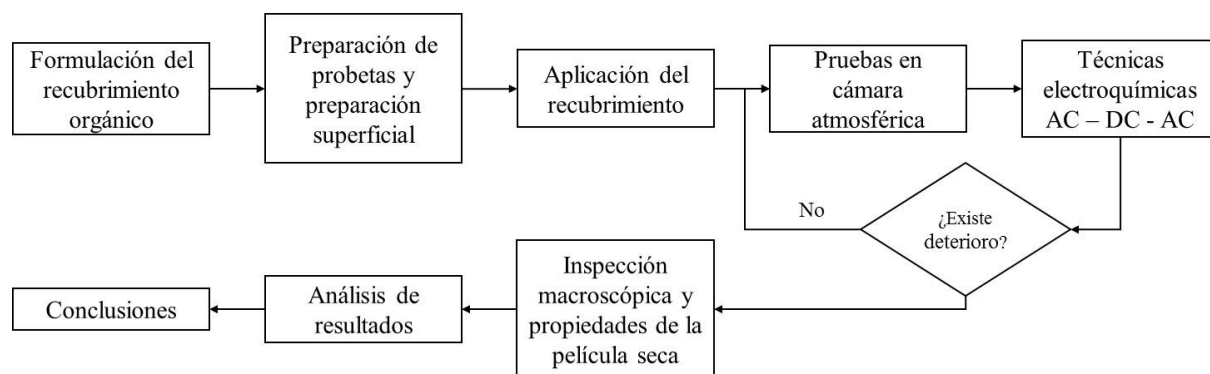 Formulación del
recubrimiento
orgánico
Preparación de
probetas y
preparación
superficial
Aplicación del
recubrimiento
Pruebas en
cámara
atmosférica
Técnicas
electroquímicas
AC – DC - AC
¿Existe
deterioro?
No
Inspección
macroscópica y
propiedades de la
película seca
Análisis de
resultados
Conclusiones